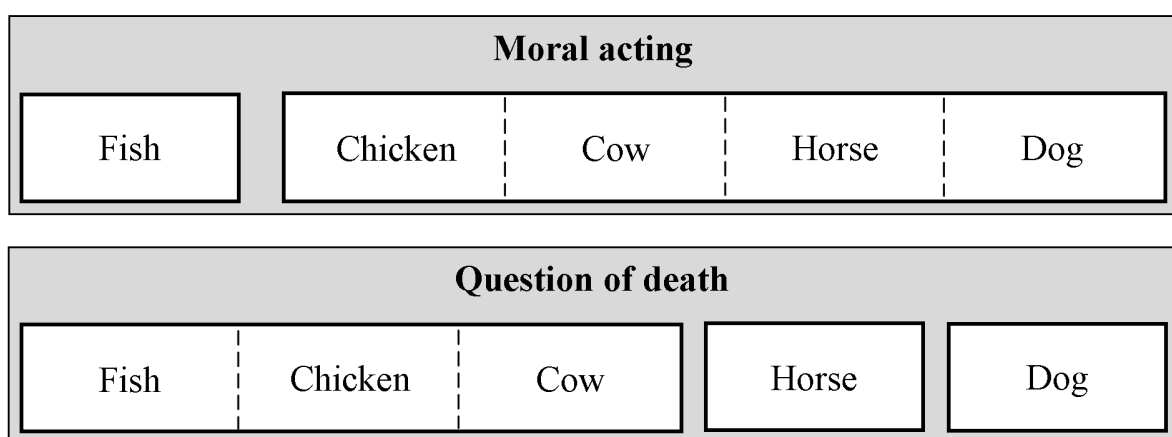 Moral acting
Fish Chicken Cow Horse Dog
Question of death
Fish Chicken Cow Horse Dog